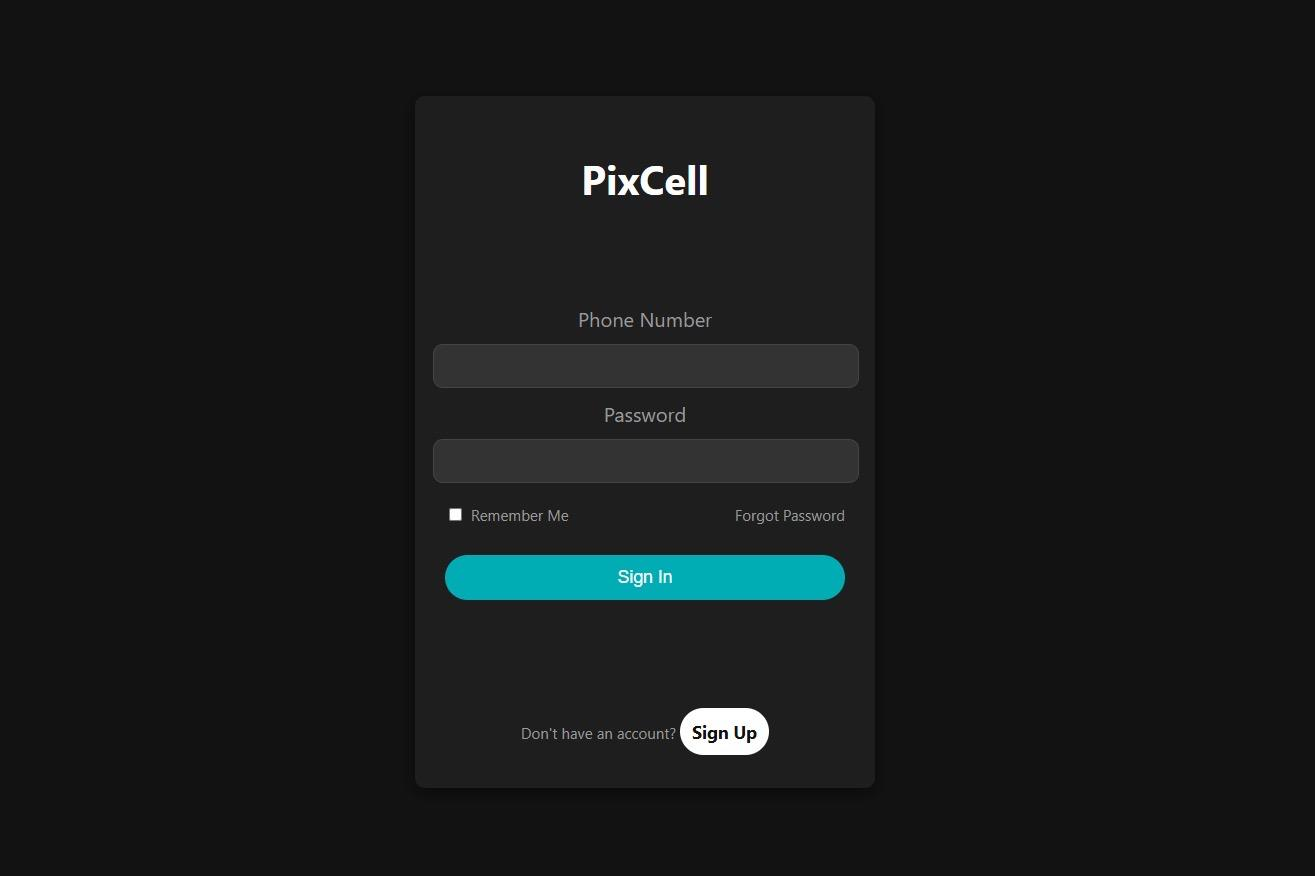 PixCell
Phone Number
Password
Remember Me Forgot Password
Sign In
Don't have an account? Sign Up